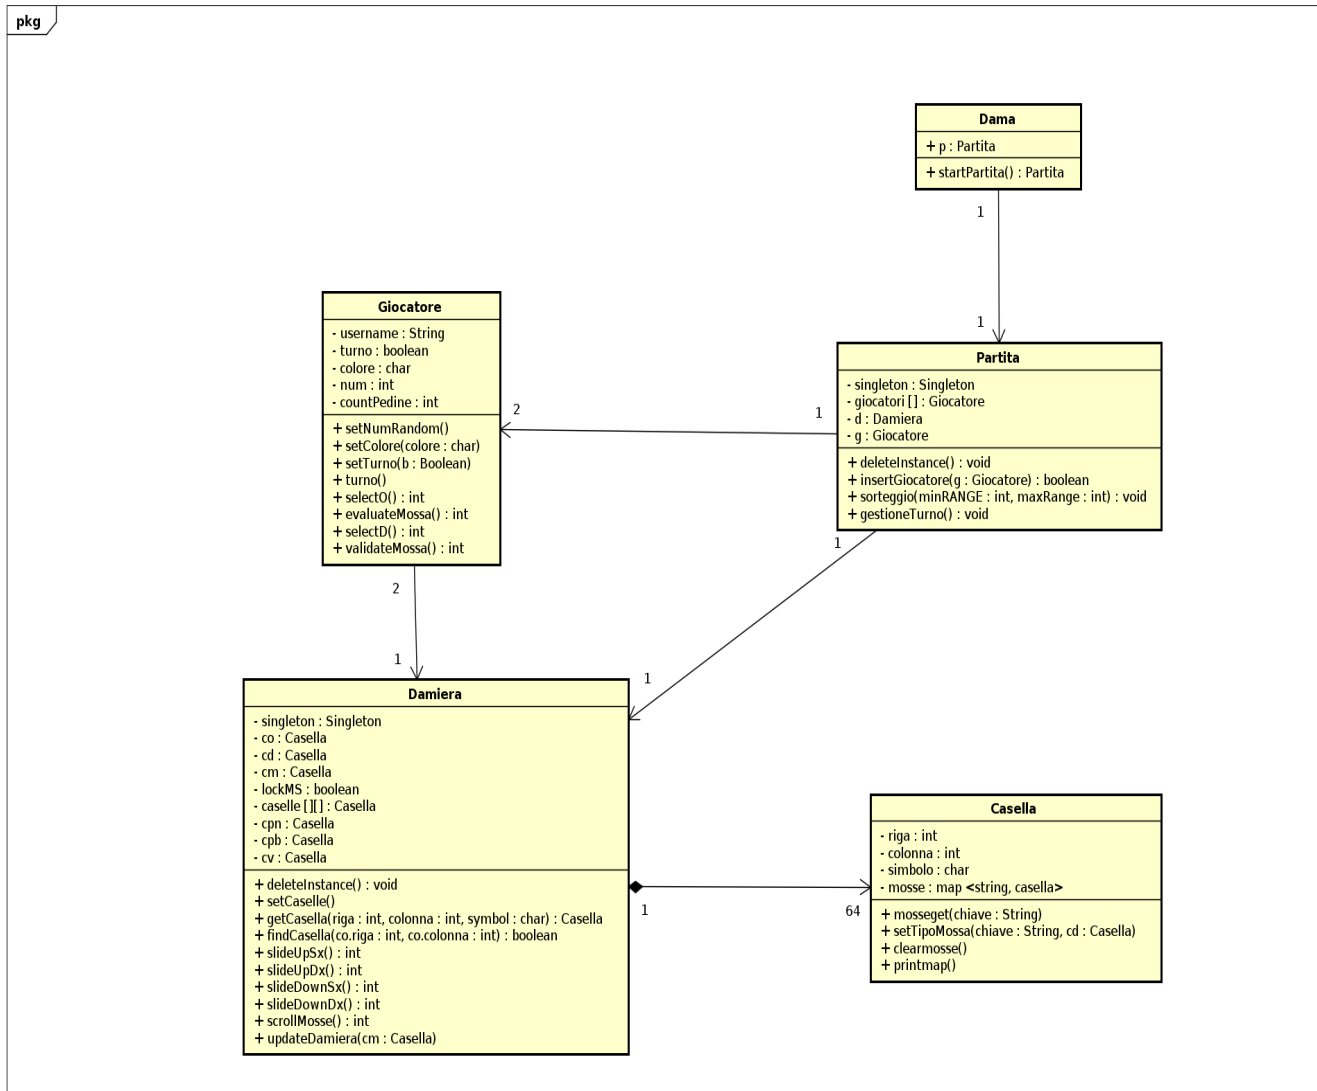 pkg
Dama
+ p : Partita
+ startPartita() : Partita
1
1
Giocatore
- username : String
- turno : boolean
- colore : char
- num : int
- countPedine : int
+ setNumRandom()
+ setColore(colore : char)
+ setTurno(b : Boolean)
+ turno()
+ selectO() : int
+ evaluateMossa() : int
+ selectD() : int
+ validateMossa() : int
2
1
Partita
- singleton : Singleton
- giocatori [] : Giocatore
- d : Damiera
- g : Giocatore
+ deleteInstance() : void
+ insertGiocatore(g : Giocatore) : boolean
+ sorteggio(minRANGE : int, maxRange : int) : void
+ gestioneTurno() : void
1
1
2
1
Damiera
- singleton : Singleton
- co : Casella
- cd : Casella
- cm : Casella
- lockMS : boolean
- caselle [][] : Casella
- cpn : Casella
- cpb : Casella
- cv : Casella
+ deleteInstance() : void
+ setCaselle()
+ getCasella(riga : int, colonna : int, symbol : char) : Casella
+ findCasella(co.riga : int, co.colonna : int) : boolean
+ slideUpSx() : int
+ slideUpDx() : int
+ slideDownSx() : int
+ slideDownDx() : int
+ scrollMosse() : int
+ updateDamiera(cm : Casella)
1
64
Casella
- riga : int
- colonna : int
- simbolo : char
- mosse : map <string, casella>
+ mosseget(chiave : String)
+ setTipoMossa(chiave : String, cd : Casella)
+ clearmosse()
+ printmap()